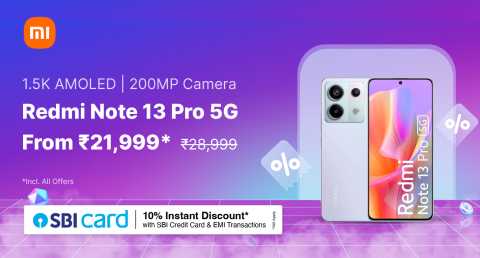 mi
1.5K AMOLED | 200MP Camera
Redmi Note 13 Pro 5G
From ₹21,999* ₹28,999
*Incl. All Offers
SBI card
10% Instant Discount*
with SBI Credit Card & EMI Transactions
Redmi
Note 13 Pro 5G
%
%